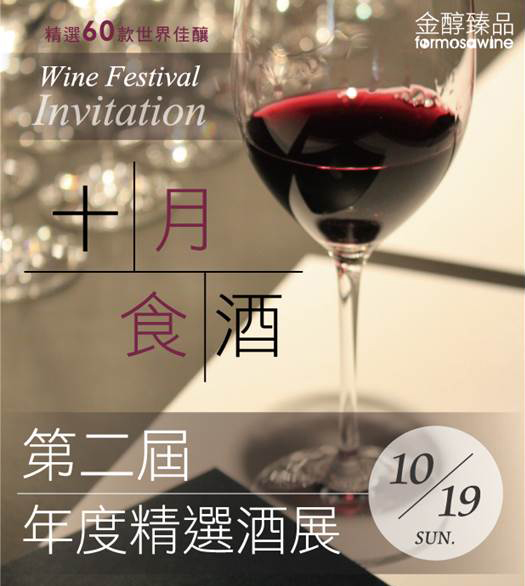 精選60款世界佳釀
金醇臻品
formosawine
Wine Festival
Invitation
十月
食酒
第二屆
年度精選酒展
10/19
SUN.